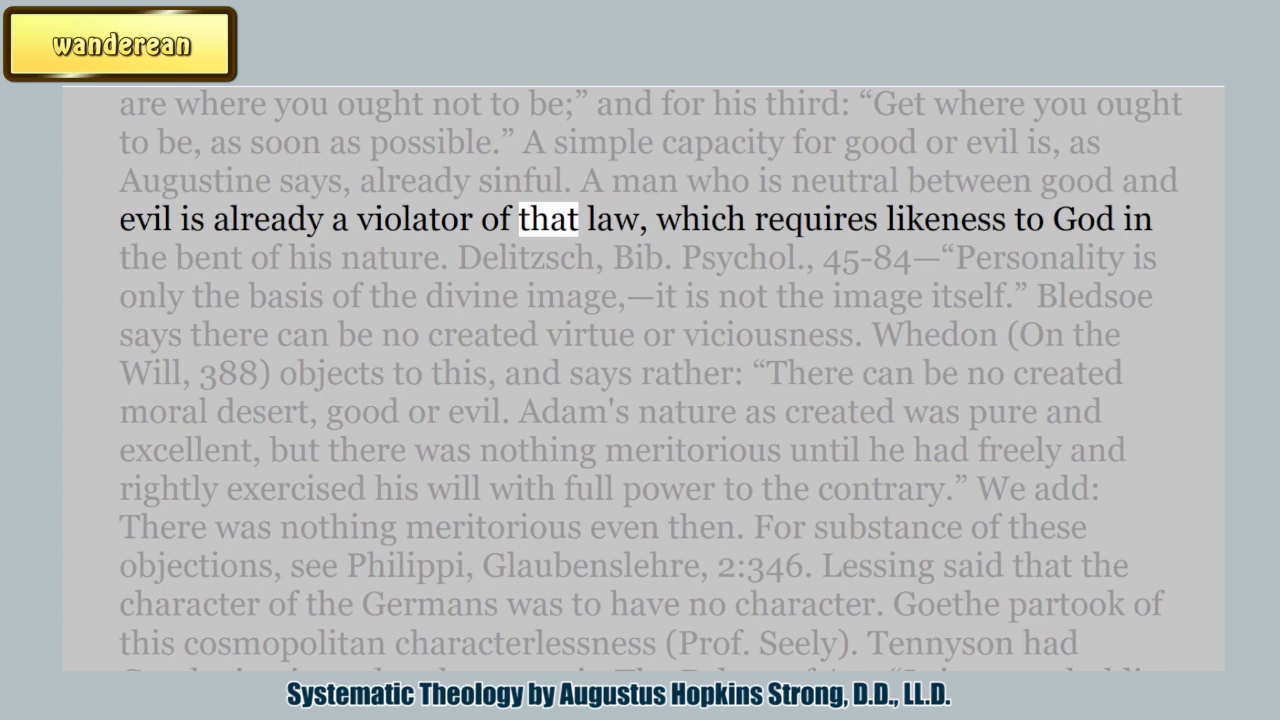 wanderean
are where you ought not to be;” and for his third: “Get where you ought
to be, as soon as possible.” A simple capacity for good or evil is, as
Augustine says, already sinful. A man who is neutral between good and
evil is already a violator of that law, which requires likeness to God in
the bent of his nature. Delitzsch, Bib. Psychol., 45-84—“Personality is
only the basis of the divine image,—it is not the image itself.” Bledsoe
says there can be no created virtue or viciousness. Whedon (On the
Will, 388) objects to this, and says rather: “There can be no created
moral desert, good or evil. Adam's nature as created was pure and
excellent, but there was nothing meritorious until he had freely and
rightly exercised his will with full power to the contrary.” We add:
There was nothing meritorious even then. For substance of these
objections, see Philippi, Glaubenslehre, 2:346. Lessing said that the
character of the Germans was to have no character. Goethe partook of
this cosmopolitan characterlessness (Prof. Seely). Tennyson had
Systematic Theology by Augustus Hopkins Strong, D.D., LL.D.